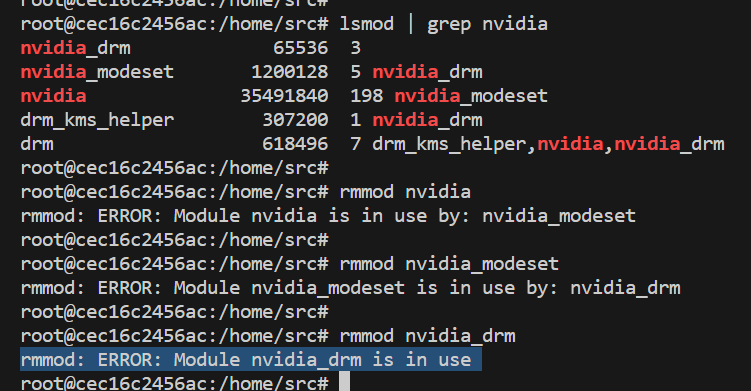 root@cec16c2456ac:/home/src#
root@cec16c2456ac:/home/src# lsmod | grep nvidia
nvidia_drm 65536 3
nvidia_modeset 1200128 5 nvidia_drm
nvidia 35491840 198 nvidia_modeset
drm_kms_helper 307200 1 nvidia_drm
drm 618496 7 drm_kms_helper,nvidia,nvidia_drm
root@cec16c2456ac:/home/src#
root@cec16c2456ac:/home/src# rmmod nvidia
rmmod: ERROR: Module nvidia is in use by: nvidia_modeset
root@cec16c2456ac:/home/src#
root@cec16c2456ac:/home/src# rmmod nvidia_modeset
rmmod: ERROR: Module nvidia_modeset is in use by: nvidia_drm
root@cec16c2456ac:/home/src#
root@cec16c2456ac:/home/src# rmmod nvidia_drm
rmmod: ERROR: Module nvidia_drm is in use
root@cec16c2456ac:/home/src#